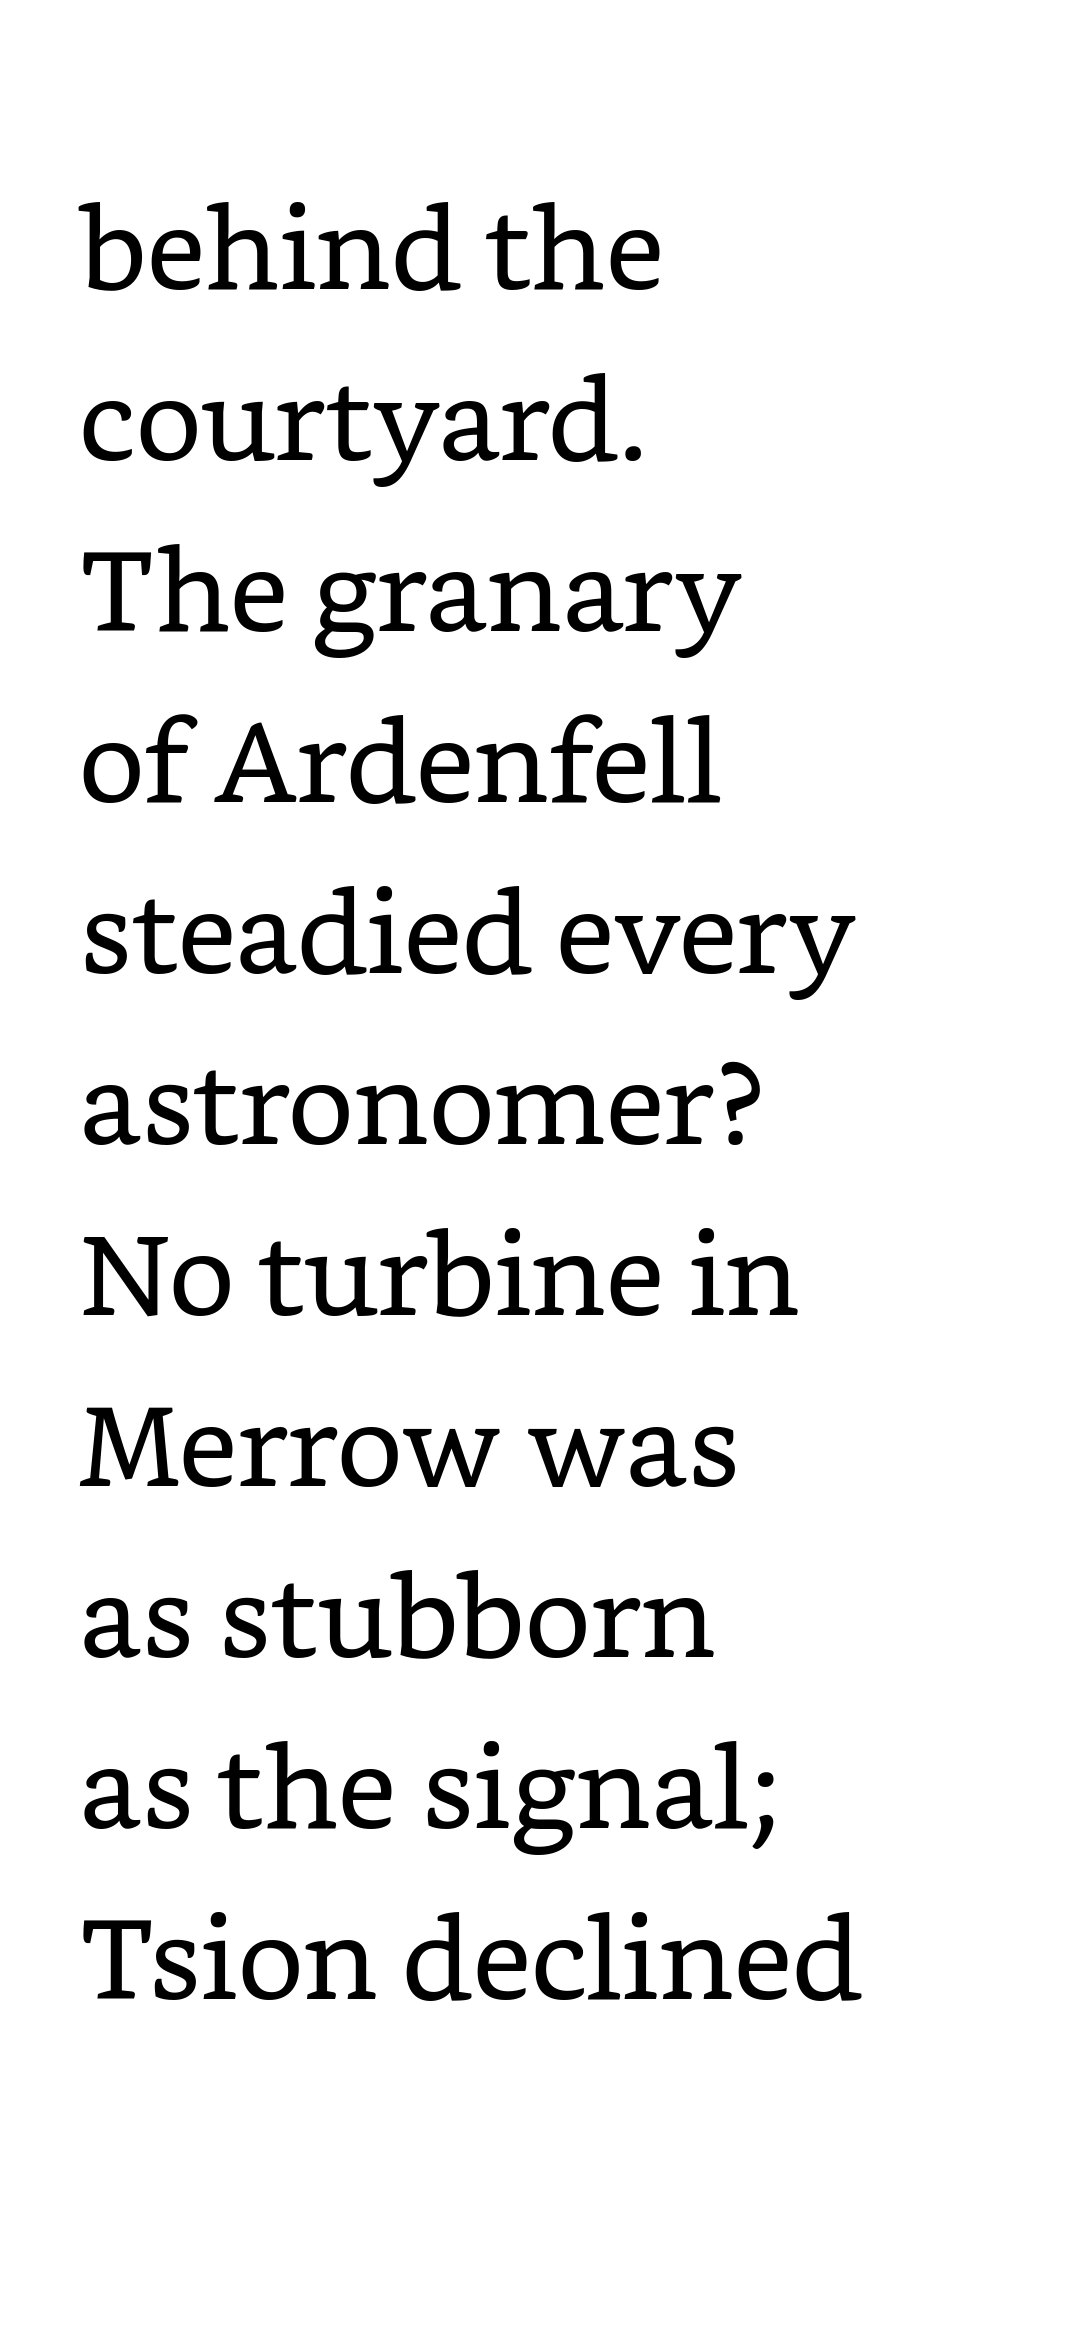 behind the
courtyard.
The granary
of Ardenfell
steadied every
astronomer?
No turbine in
Merrow was
as stubborn
as the signal;
Tsion declined